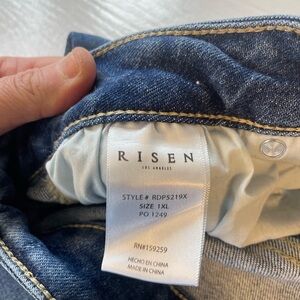 RISEN
LOS ANGELES
STYLE# RDP5219X
SIZE 1XL
PO 1249
RN#159259
HECHO EN CHINA
MADE IN CHINA